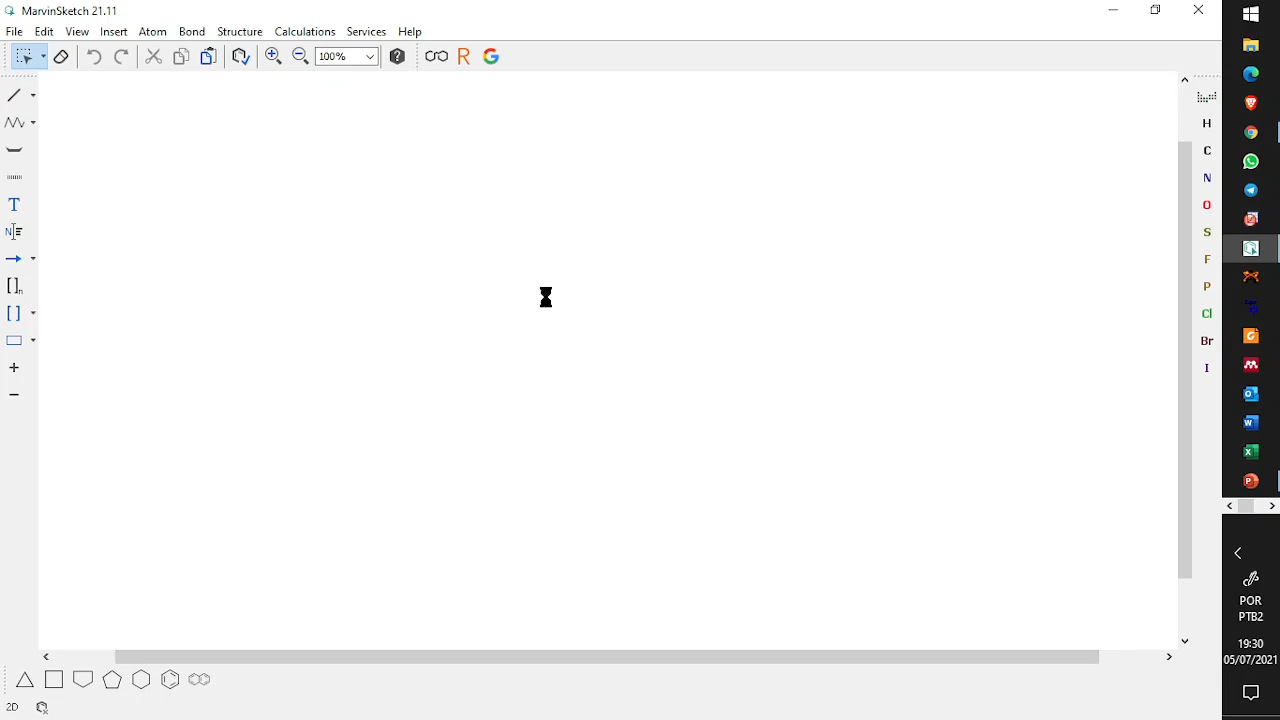 MarvinSketch 21.11
File Edit View Insert Atom Bond Structure Calculations Services Help
100%
R
H
C
N
T
N
O
S
F
[ ]n
P
[ ]
Cl
Br
I
POR
PTB2
19:30
05/07/2021
2D